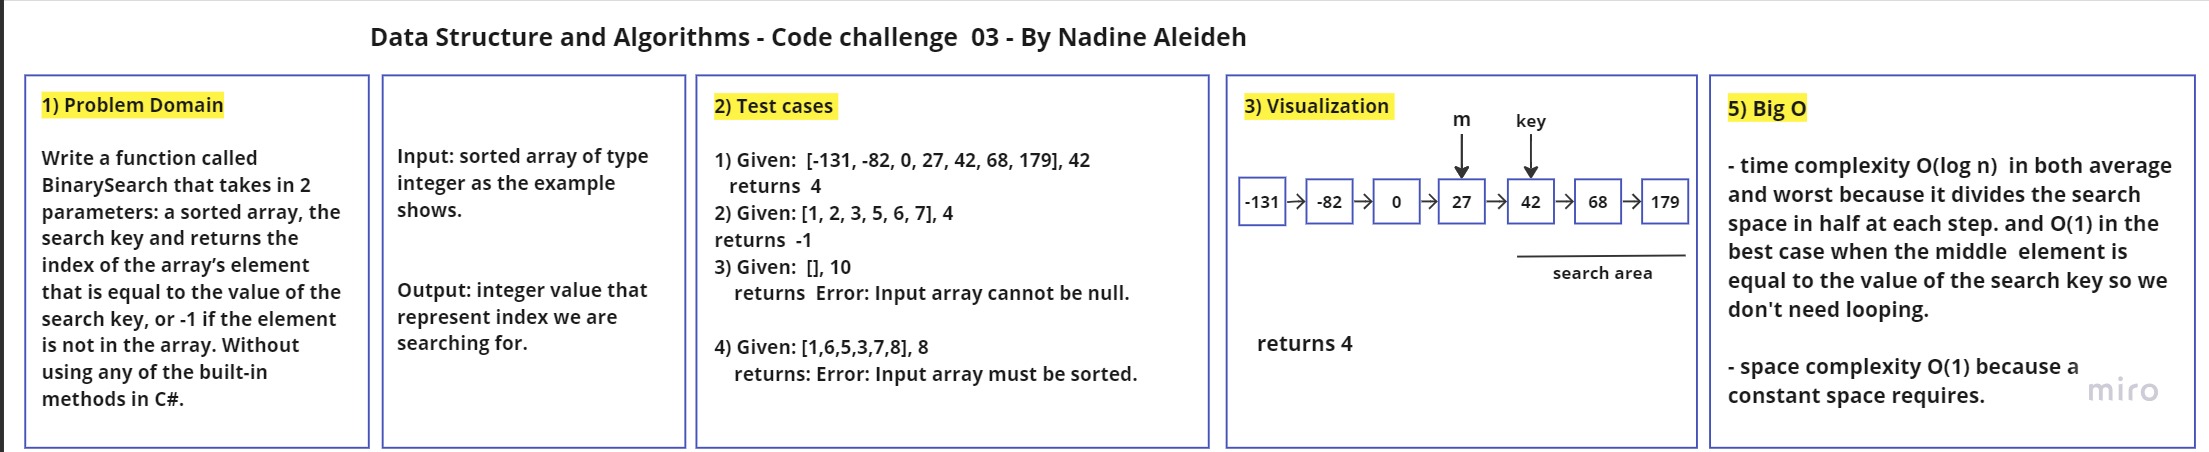 Data Structure and Algorithms - Code challenge  03 - By Nadine Aleideh
1) Problem Domain
Write a function called
BinarySearch that takes in 2
parameters: a sorted array, the
search key and returns the
index of the array’s element
that is equal to the value of the
search key, or -1 if the element
is not in the array. Without
using any of the built-in
methods in C#.
Input: sorted array of type
integer as the example
shows.
Output: integer value that
represent index we are
searching for.
2) Test cases
1) Given:  [-131, -82, 0, 27, 42, 68, 179], 42
returns  4
2) Given: [1, 2, 3, 5, 6, 7], 4
returns  -1
3) Given:  [], 10
returns  Error: Input array cannot be null.
4) Given: [1,6,5,3,7,8], 8
returns: Error: Input array must be sorted.
3) Visualization
m key
-131 -82 0 27 42 68 179
search area
returns 4
5) Big O
- time complexity O(log n)  in both average
and worst because it divides the search
space in half at each step. and O(1) in the
best case when the middle  element is
equal to the value of the search key so we
don't need looping.
- space complexity O(1) because a
constant space requires.
miro